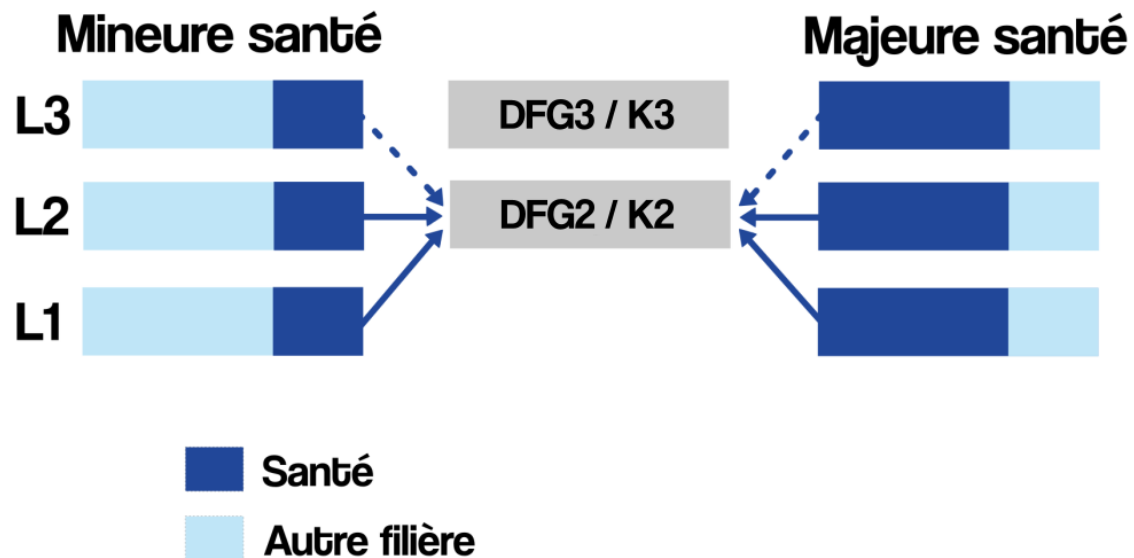 Mineure santé
Majeure santé
L3
DFG3 / K3
L2
DFG2 / K2
L1
Santé
Autre filière